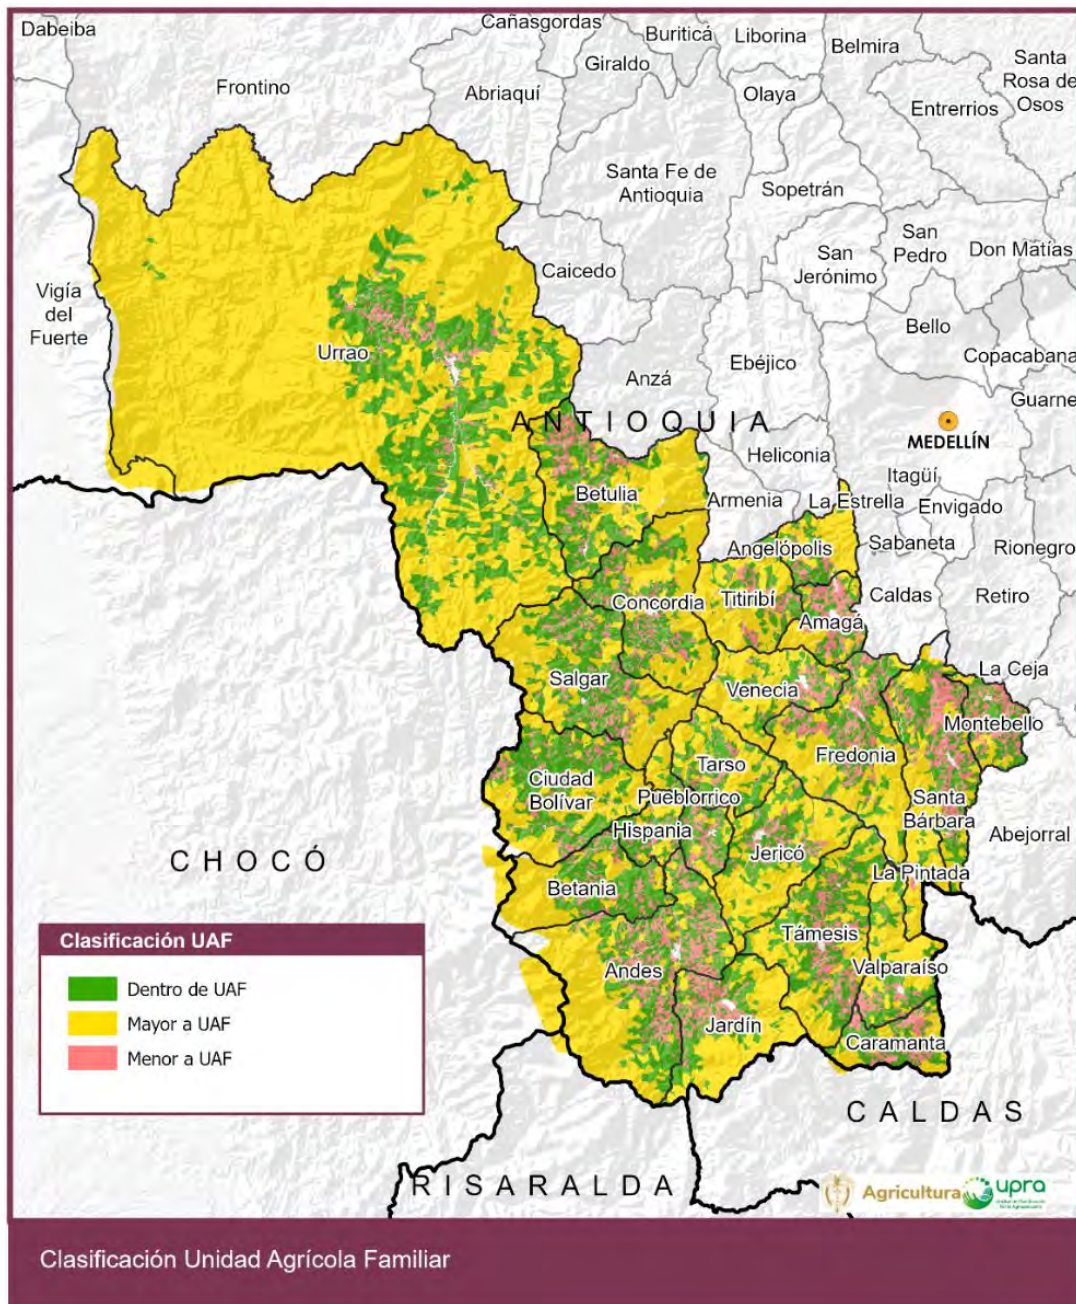 Dabeiba
Cañasgordas
Buriticá
Liborina
Belmira
Giraldo
Santa
Rosa de
Osos
Frontino
Abriaquí
Olaya
Entrerrios
Santa Fe de
Antioquia
Sopetrán
San
Pedro
Don Matías
San
Jerónimo
Caicedo
Vigía
del
Fuerte
Bello
Copacabana
Urrao
Anzá
Ebéjico
Guarne
ANTIOQUIA
MEDELLÍN
Heliconia
Itagüí
Betulia
Armenia
La Estrella
Envigado
Angelópolis
Sabaneta
Rionegro
Concordia
Titiribí
Amagá
Caldas
Retiro
La Ceja
Salgar
Venecia
Montebello
Fredonia
Tarso
Ciudad
Bolívar
Pueblorrico
Santa
Bárbara
Hispania
Jericó
Abejorral
CHOCÓ
La Pintada
Betania
Támesis
Andes
Valparaíso
Jardín
Caramanta
Clasificación UAF
Dentro de UAF
Mayor a UAF
Menor a UAF
CALDAS
RISARALDA
Agricultura
upra
Clasificación Unidad Agrícola Familiar